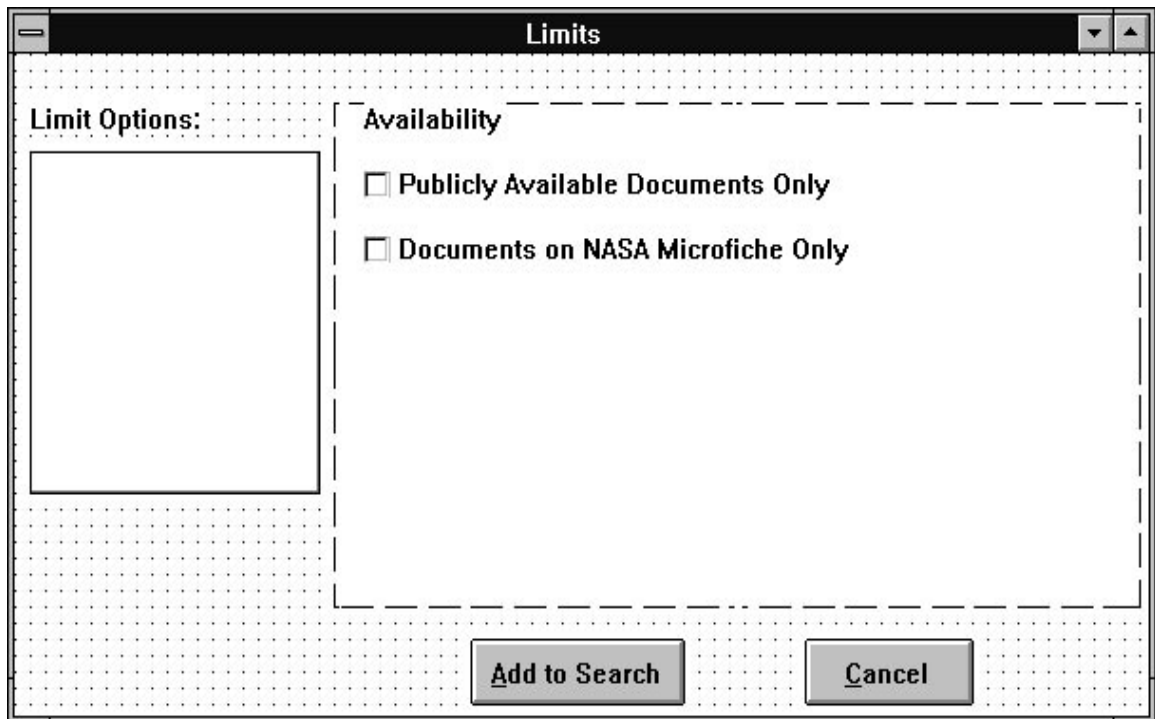 Limits
Limit Options:
Availability
Publicly Available Documents Only
Documents on NASA Microfiche Only
Add to Search
Cancel